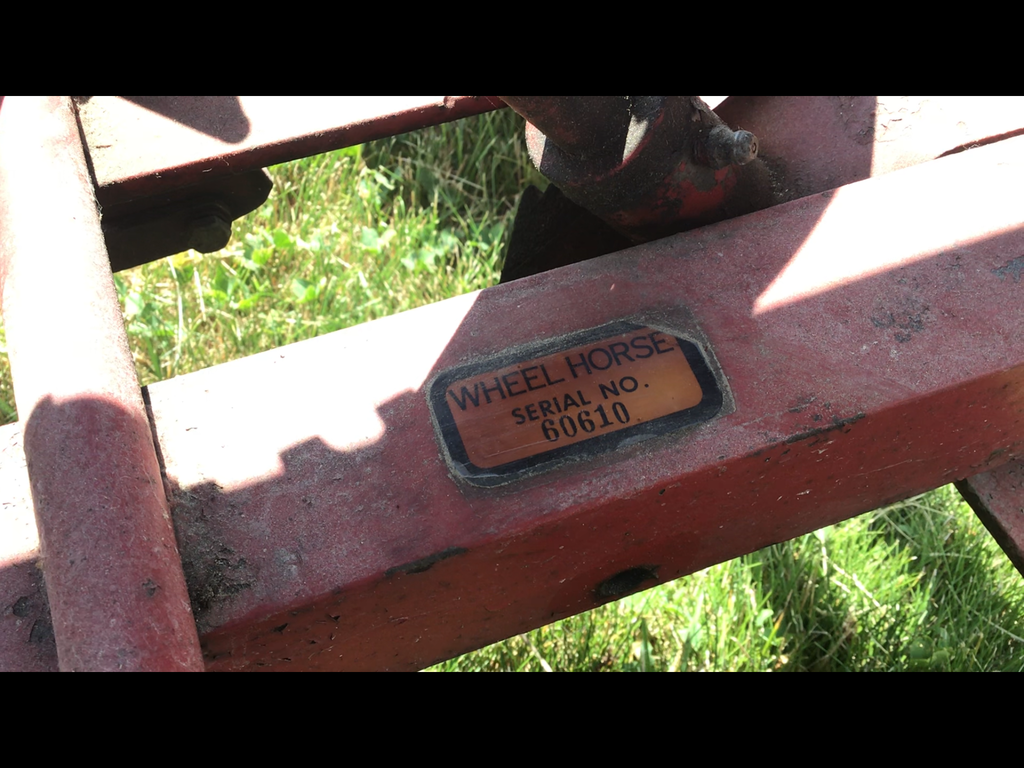 WHEEL HORSE
SERIAL NO.
60610